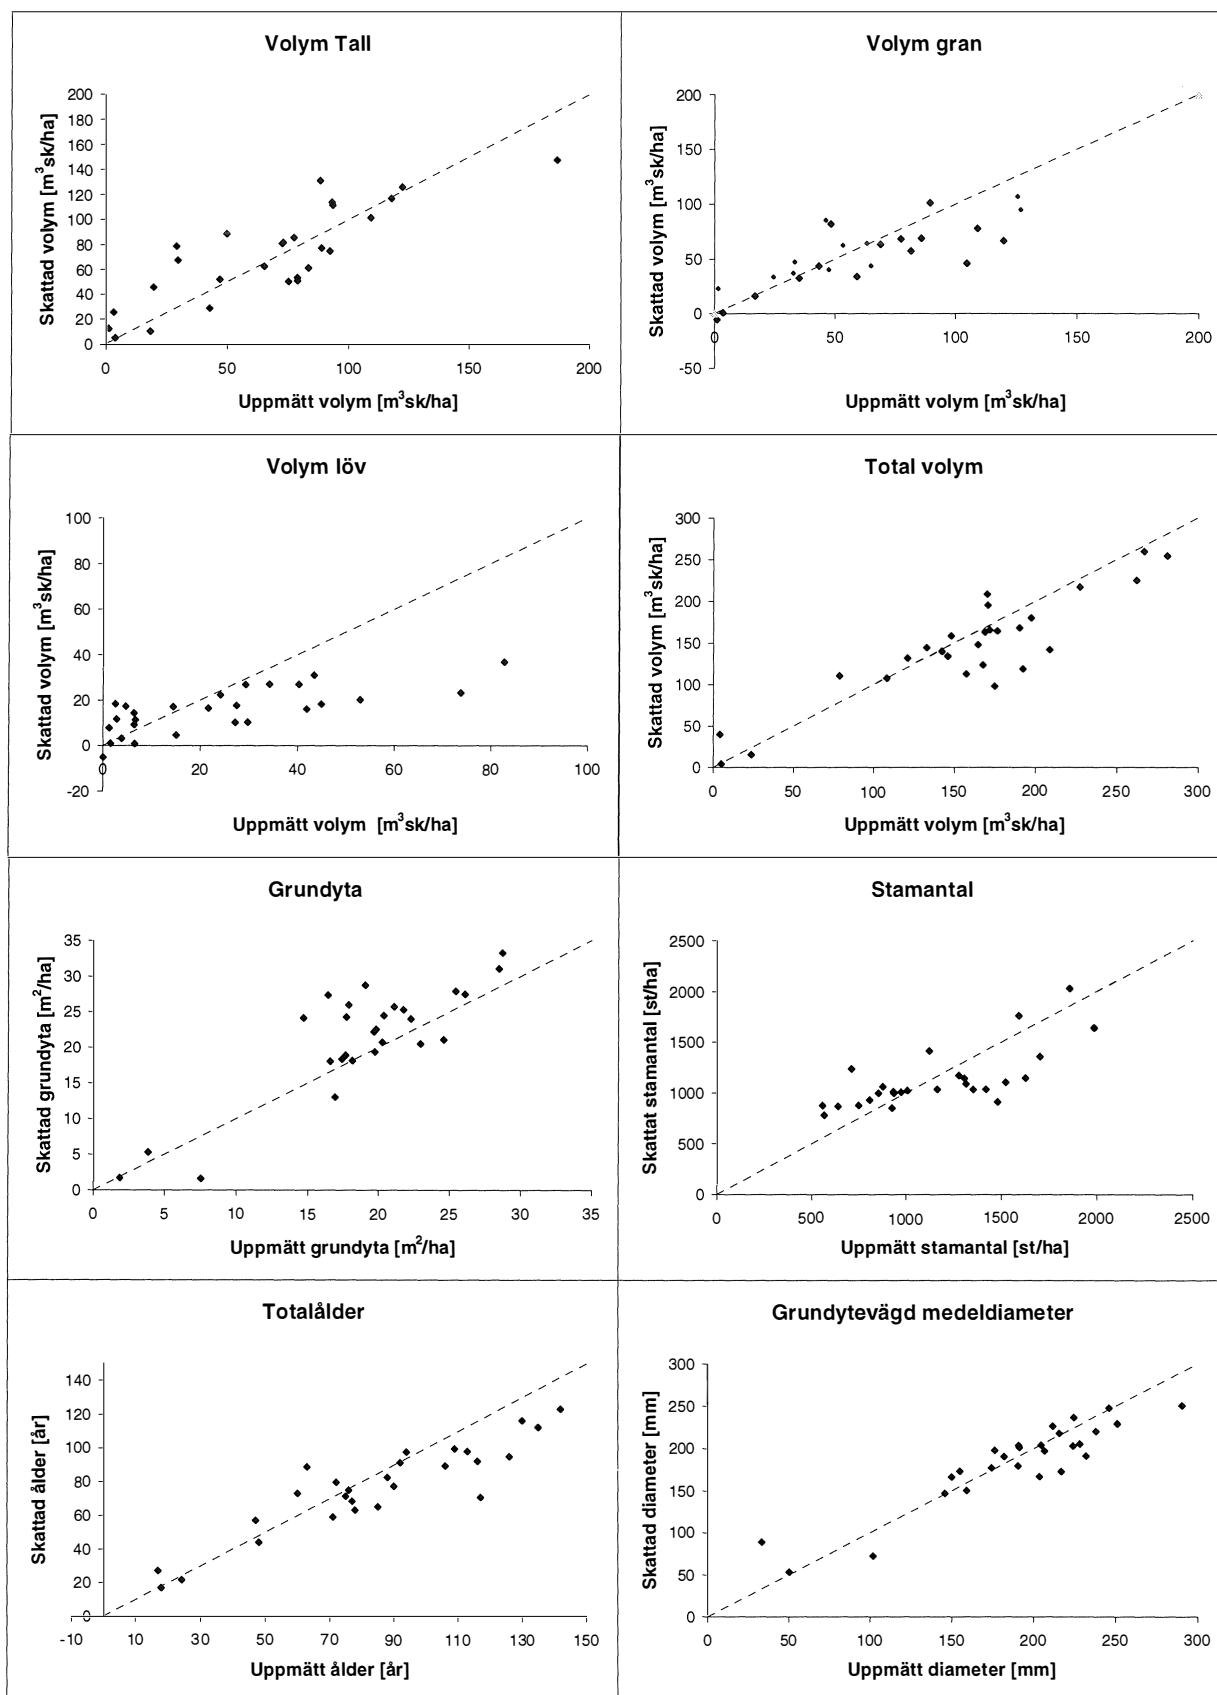 Volym Tall
Skattad volym [m³sk/ha]
200
180
160
140
120
100
80
60
40
20
0
0 50 100 150 200
Uppmätt volym [m³sk/ha]
Volym gran
Skattad volym [m³sk/ha]
200
150
100
50
0
-50
0 50 100 150 200
Uppmätt volym [m³sk/ha]
Volym löv
Skattad volym [m³sk/ha]
100
80
60
40
20
0
-20
0 20 40 60 80 100
Uppmätt volym [m³sk/ha]
Total volym
Skattad volym [m³sk/ha]
300
250
200
150
100
50
0
0 50 100 150 200 250 300
Uppmätt volym [m³sk/ha]
Grundyta
Skattad grundyta [m²/ha]
35
30
25
20
15
10
5
0
0 5 10 15 20 25 30 35
Uppmätt grundyta [m²/ha]
Stamantal
Skattat stamantal [st/ha]
2500
2000
1500
1000
500
0
0 500 1000 1500 2000 2500
Uppmätt stamantal [st/ha]
Totalålder
Skattad ålder [år]
140
120
100
80
60
40
20
0
-10 10 30 50 70 90 110 130 150
Uppmätt ålder [år]
Grundytevägd medeldiameter
Skattad diameter [mm]
300
250
200
150
100
50
0
0 50 100 150 200 250 300
Uppmätt diameter [mm]